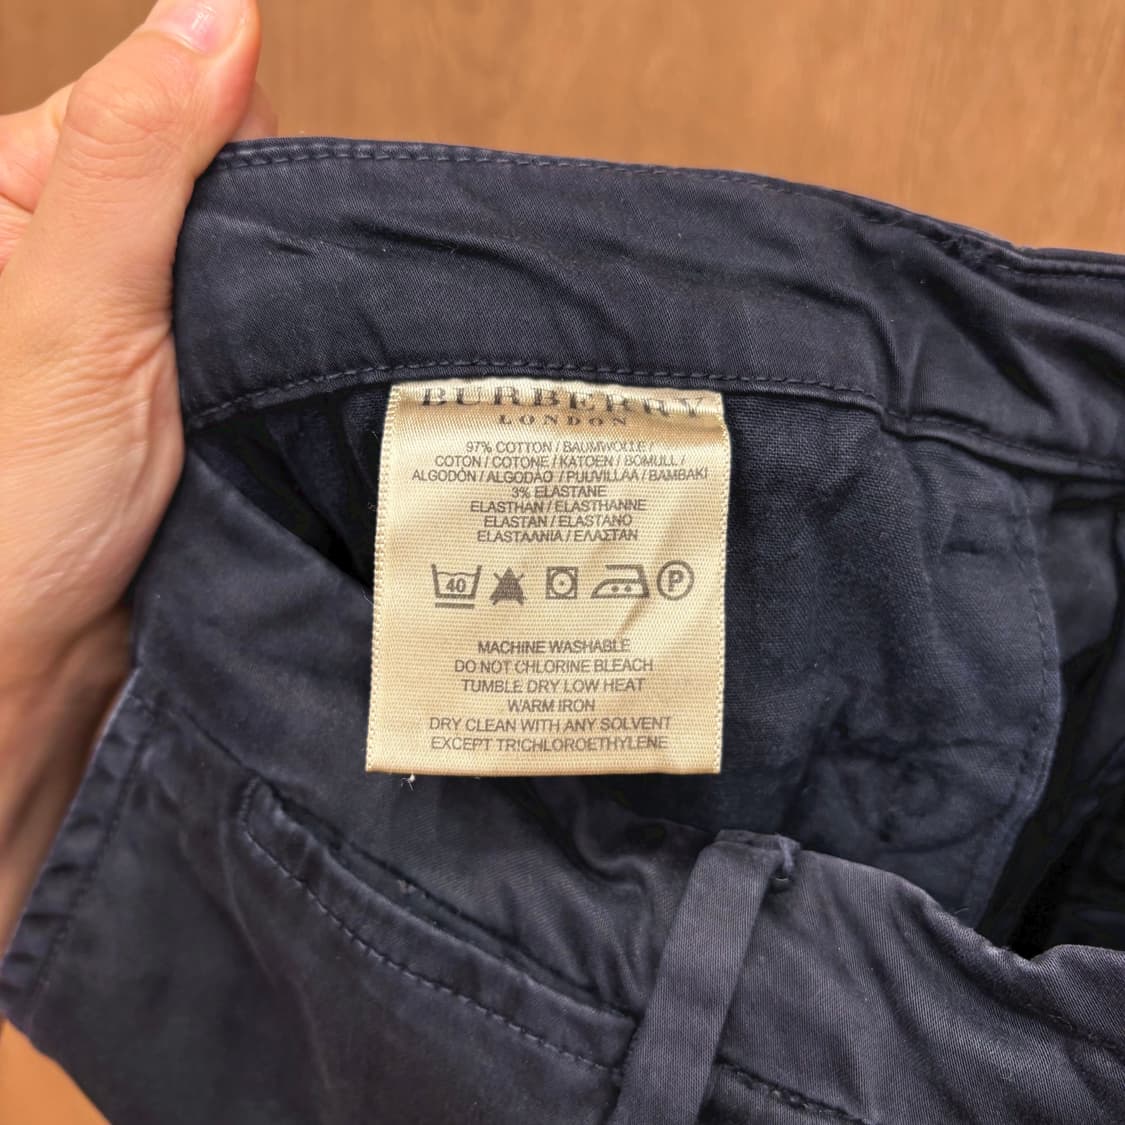 BURBERRY
LONDON
97% COTTON / BAUMWOLLE /
COTON / COTONE / KATOEN / BOMULL /
ALGODÓN / ALGODAO / PUUVILLAA / BAMBAKI
3% ELASTANE
ELASTHAN / ELASTHANNE
ELASTAN / ELASTANO
ELASTAANIA / ΕΛΑΣΤΑΝ
40 P
MACHINE WASHABLE
DO NOT CHLORINE BLEACH
TUMBLE DRY LOW HEAT
WARM IRON
DRY CLEAN WITH ANY SOLVENT
EXCEPT TRICHLOROETHYLENE